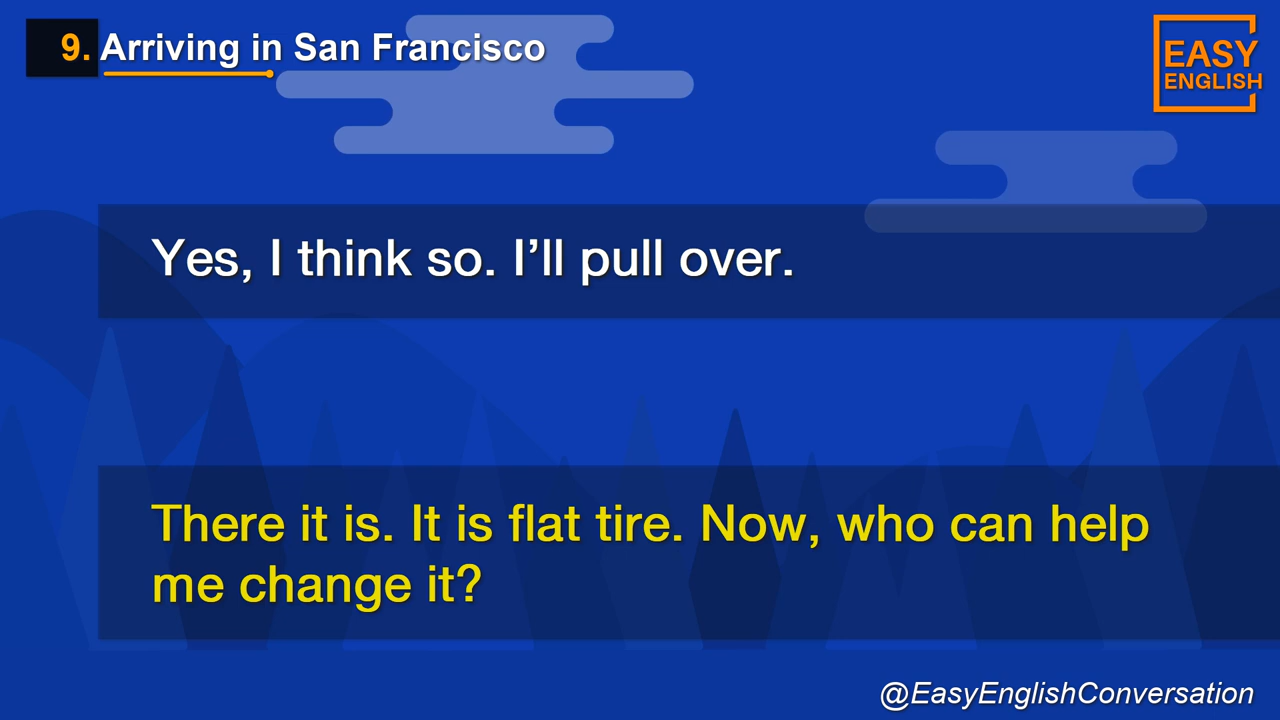 9. Arriving in San Francisco
EASY
ENGLISH
Yes, I think so. I’ll pull over.
There it is. It is flat tire. Now, who can help
me change it?
@EasyEnglishConversation